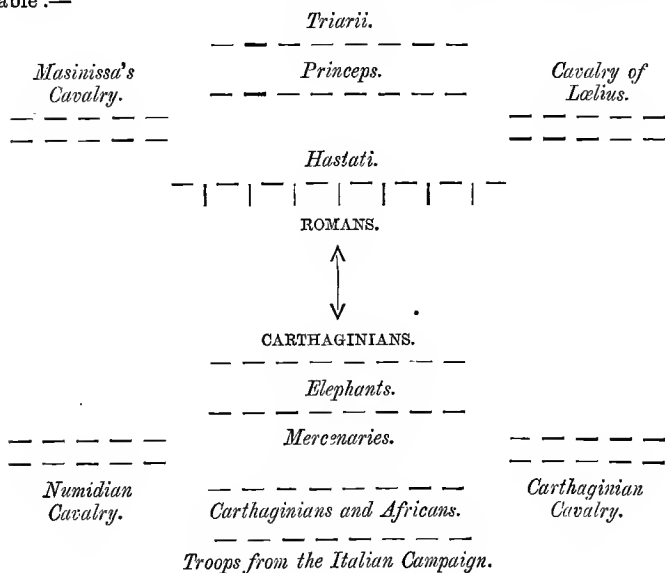 able :—
Triarii.
Masinissa's
Cavalry.
Princeps.
Cavalry of
Lœlius.
Hastati.
ROMANS.
CARTHAGINIANS.
Elephants.
Mercenaries.
Numidian
Cavalry.
Carthaginians and Africans.
Carthaginian
Cavalry.
Troops from the Italian Campaign.